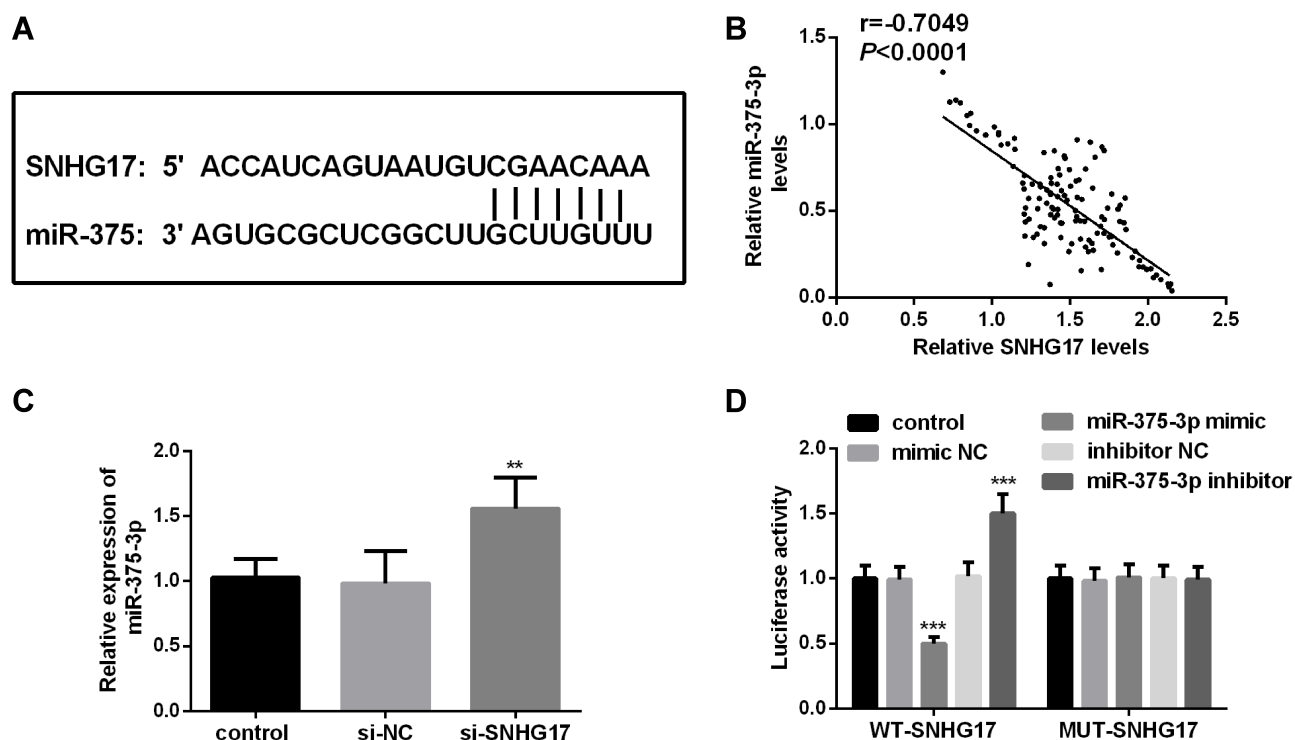 A
SNHG17: 5' ACCAUCAGUAAUGUCGAACAAA
miR-375: 3' AGUGCGCUCGGCUUGCUUGUUU
B
r=-0.7049
P<0.0001
Relative miR-375-3p
levels
1.5
1.0
0.5
0.0
0.0 0.5 1.0 1.5 2.0 2.5
Relative SNHG17 levels
C
Relative expression of
miR-375-3p
2.0
1.5
1.0
0.5
0.0
**
control si-NC si-SNHG17
D
control
mimic NC
miR-375-3p mimic
inhibitor NC
miR-375-3p inhibitor
Luciferase activity
2.0
1.5
1.0
0.5
0.0
***
***
WT-SNHG17 MUT-SNHG17